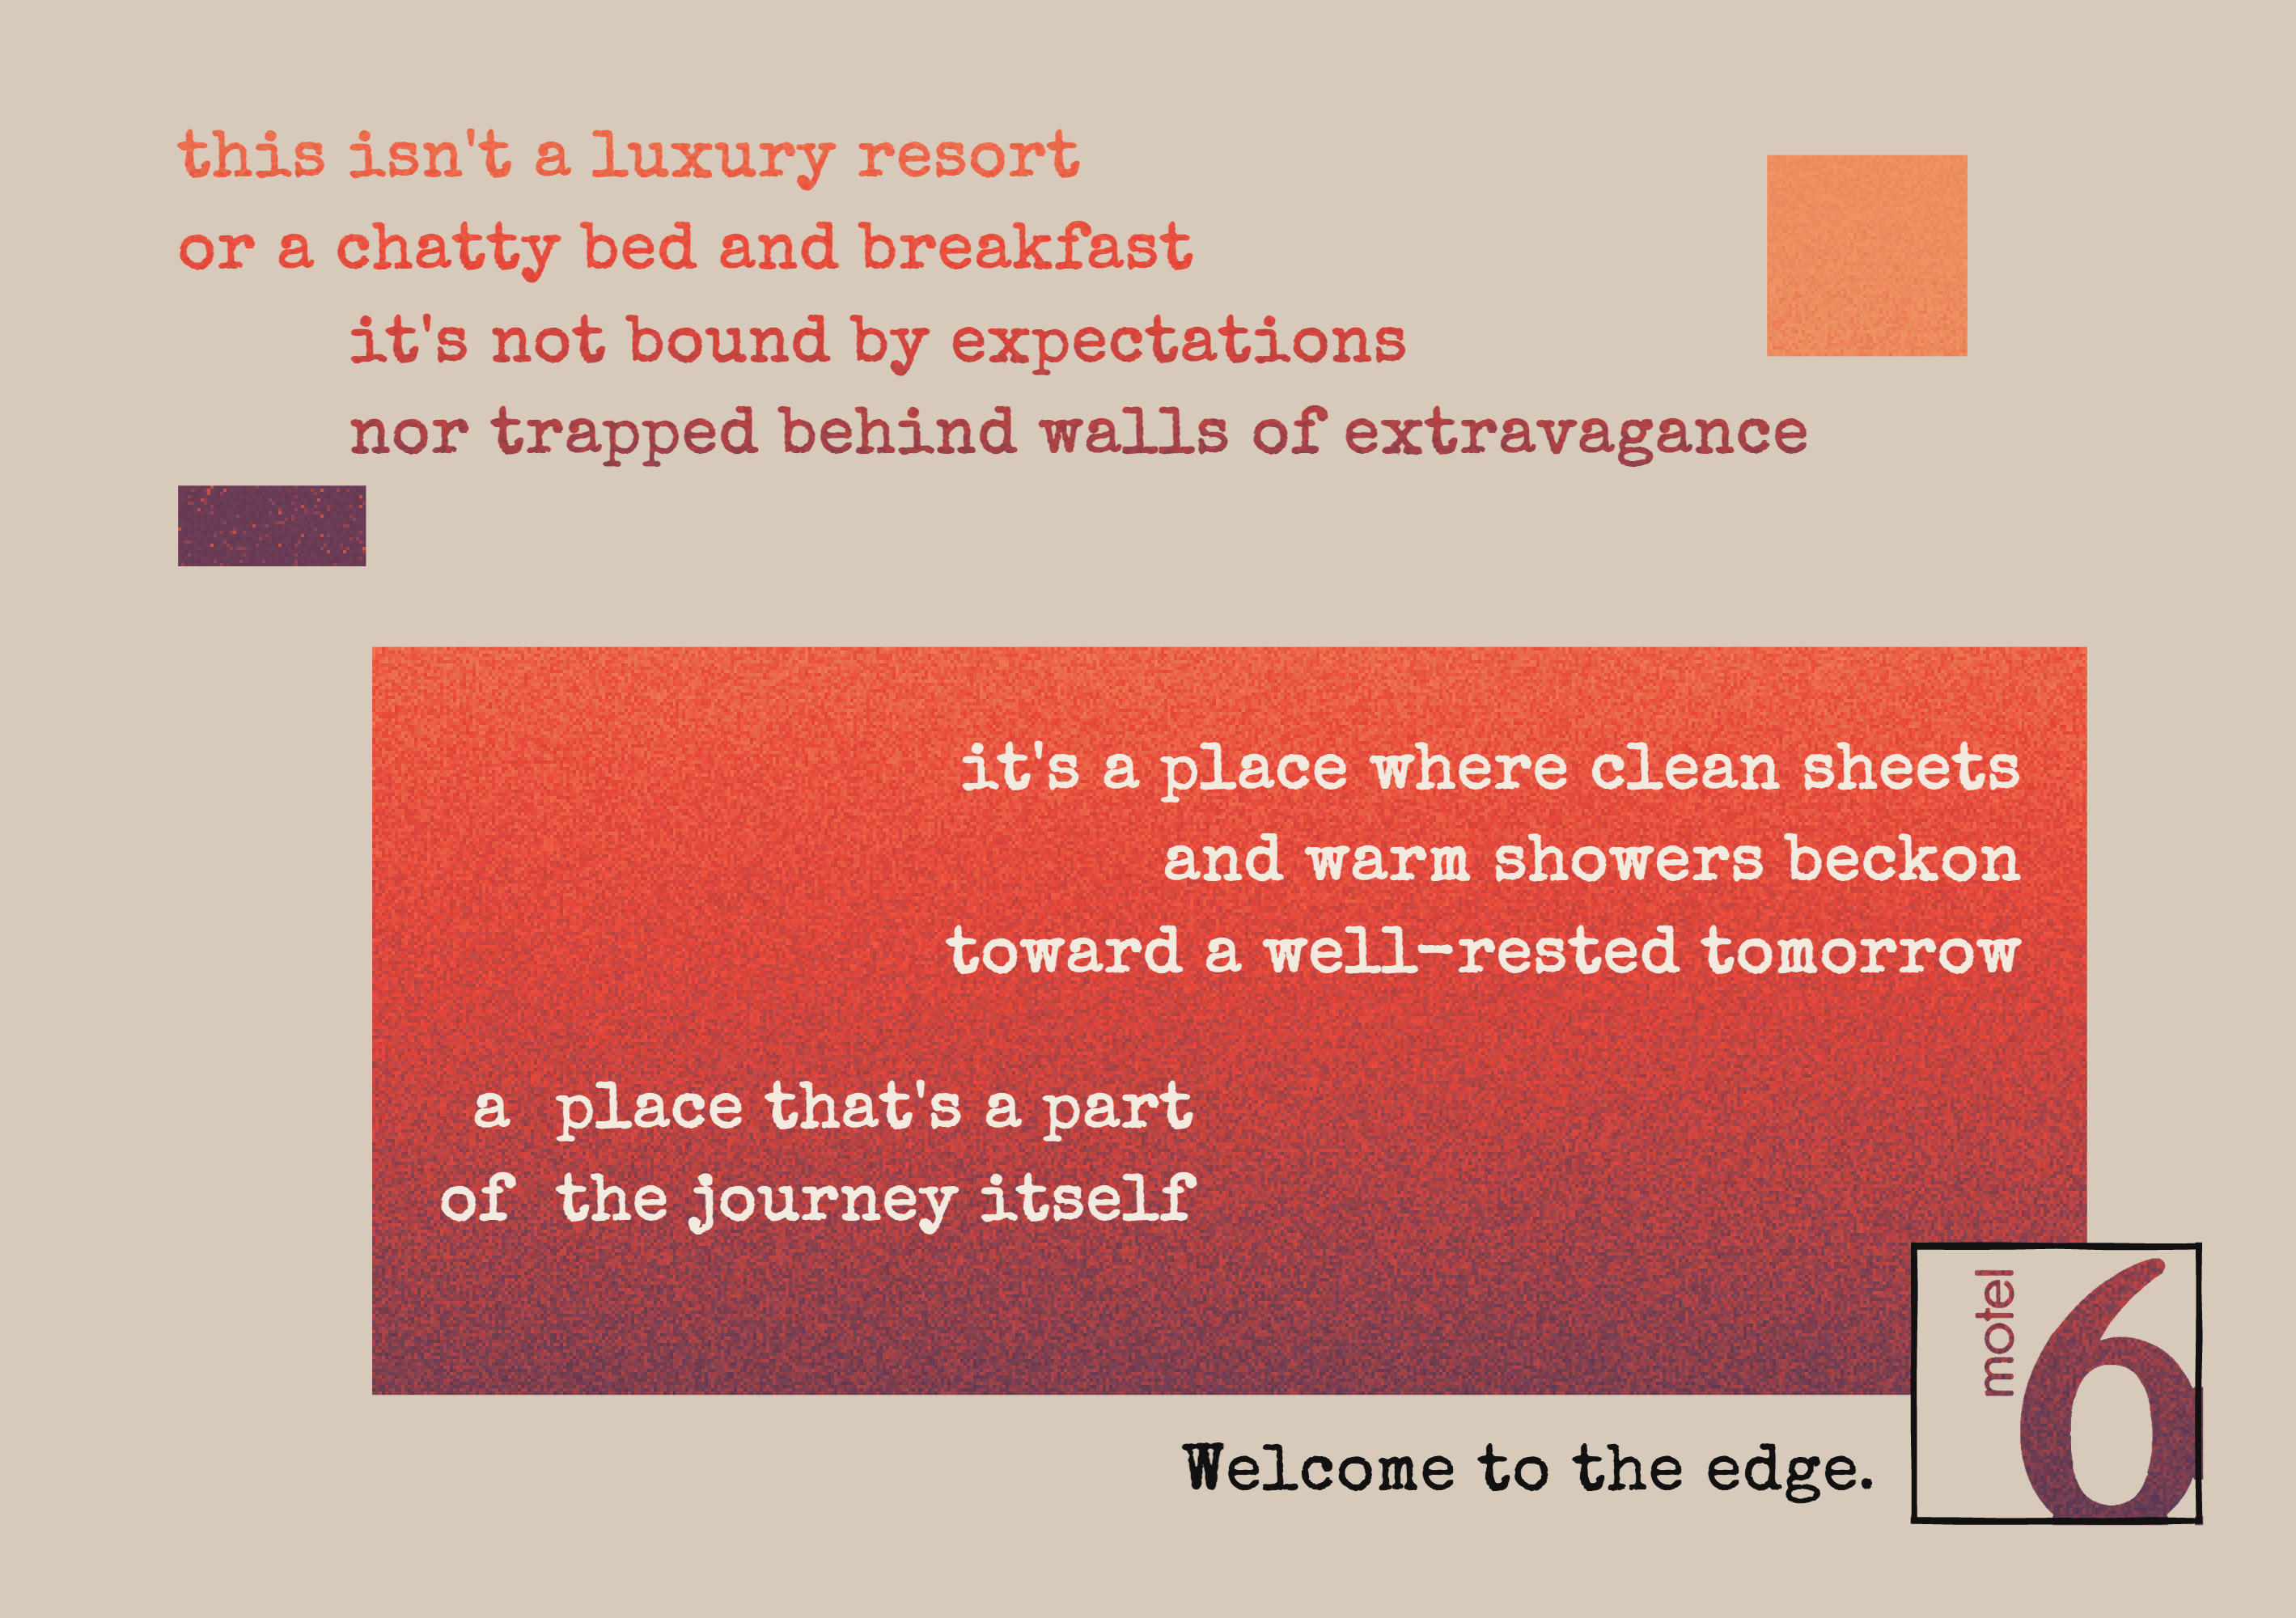 this isn't a luxury resort
or a chatty bed and breakfast
it's not bound by expectations
nor trapped behind walls of extravagance
it's a place where clean sheets
and warm showers beckon
toward a well-rested tomorrow
a place that's a part
of the journey itself
motel
6
Welcome to the edge.